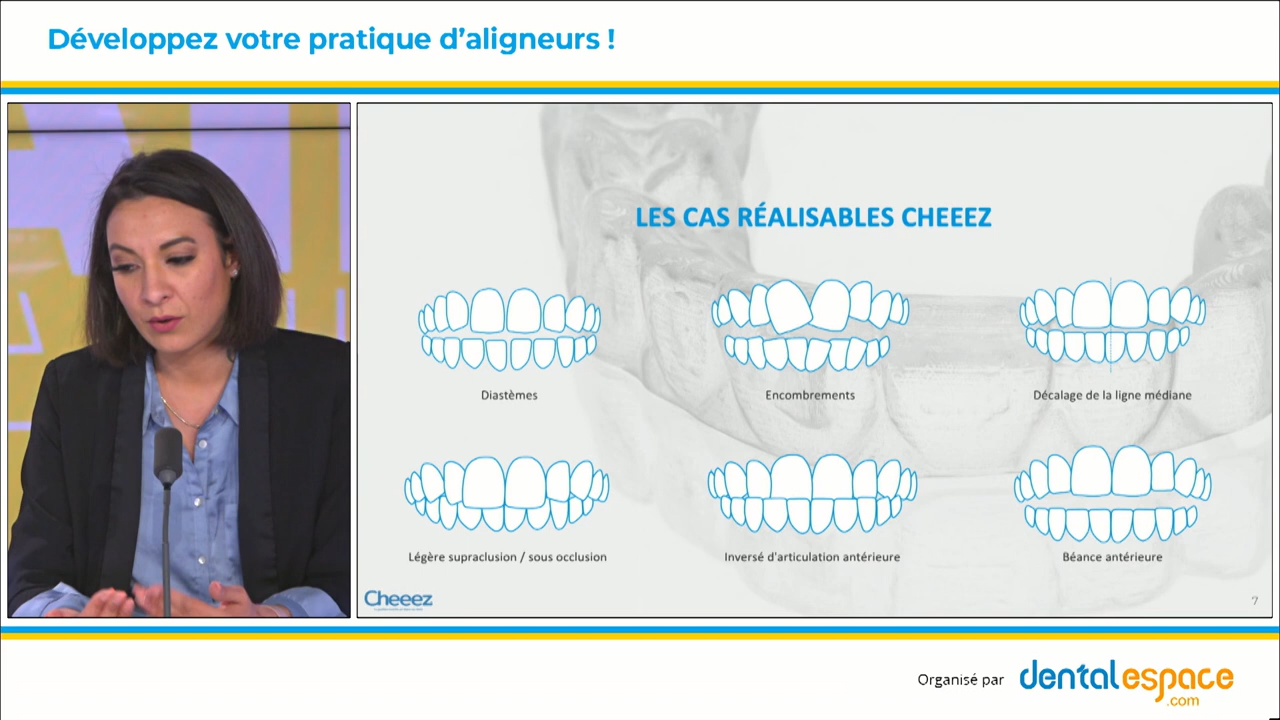 Développez votre pratique d'aligneurs !
LES CAS RÉALISABLES CHEEEZ
Diastèmes
Encombrements
Décalage de la ligne médiane
Légère supraclusion / sous occlusion
Inversé d'articulation antérieure
Béance antérieure
Cheeez
7
Organisé par
dentalespace
.com